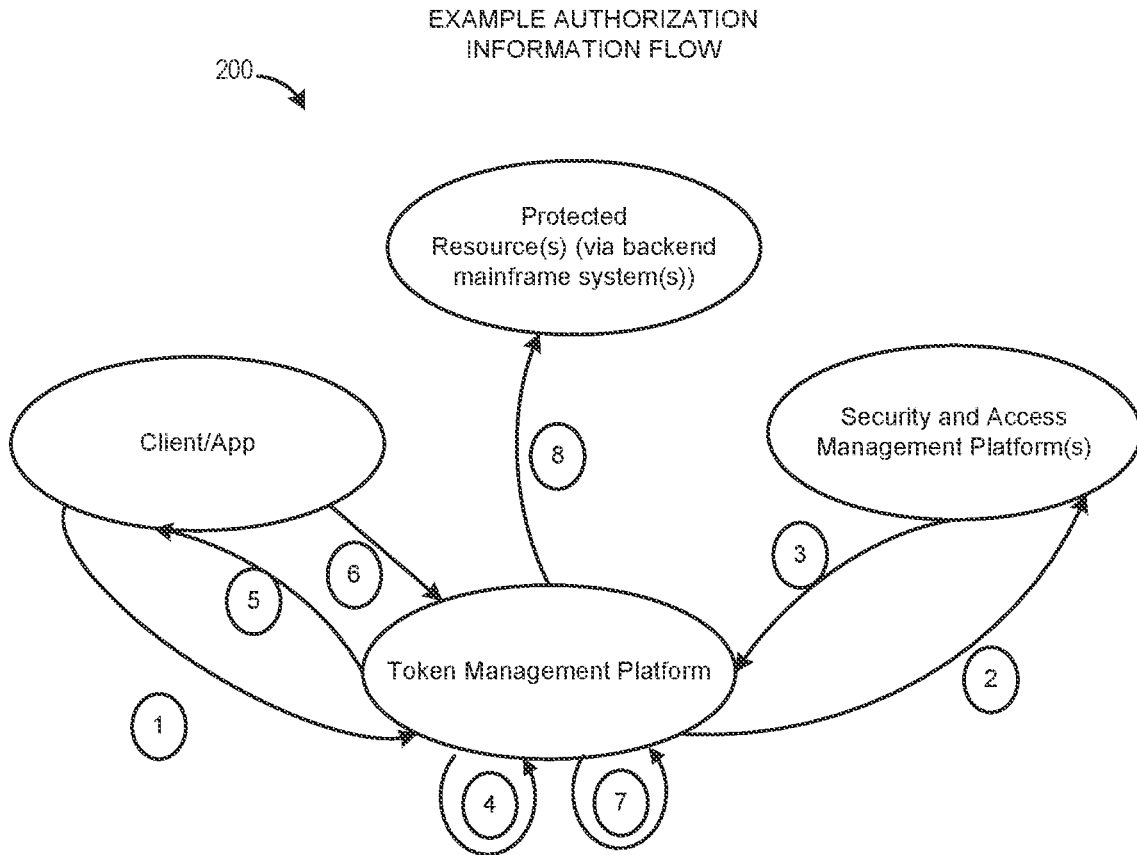 EXAMPLE AUTHORIZATION
INFORMATION FLOW
200
Protected
Resource(s) (via backend
mainframe system(s))
Client/App
Security and Access
Management Platform(s)
8
3
6
5
Token Management Platform
2
1
4
7